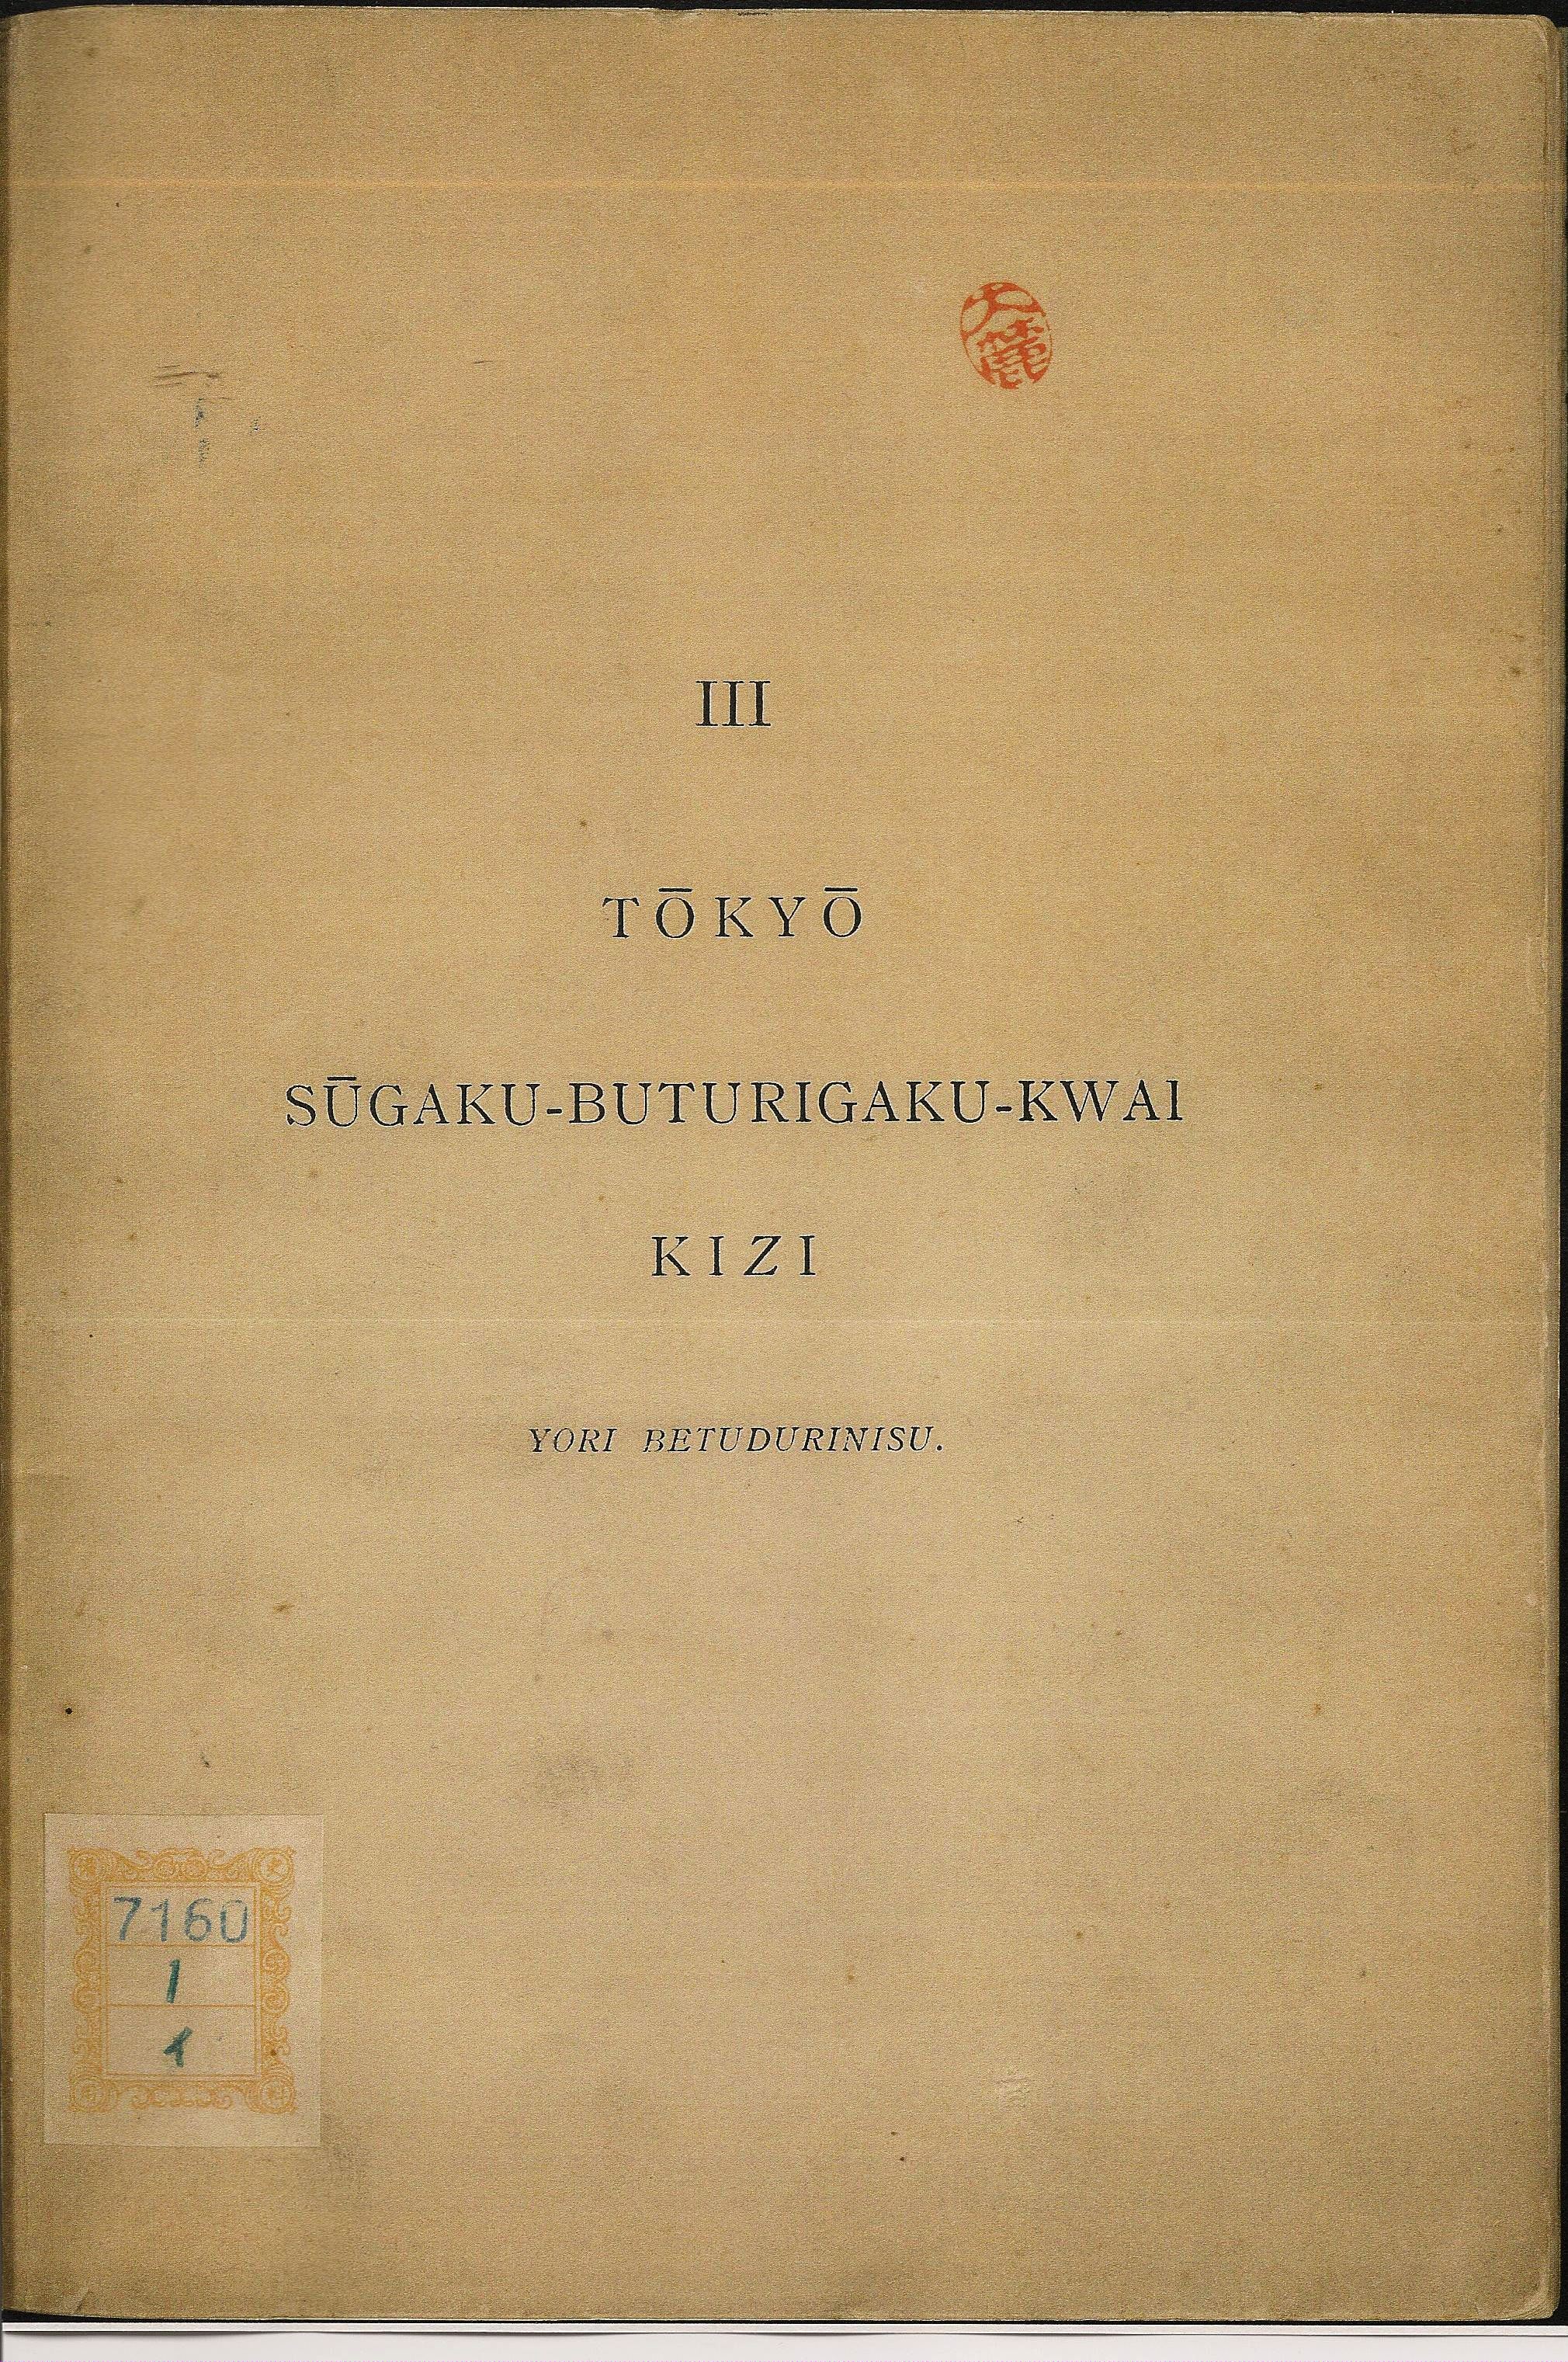 III
TŌKYŌ
SŪGAKU-BUTURIGAKU-KWAI
KIZI
YORI BETUDURINISU.
7160
1
1